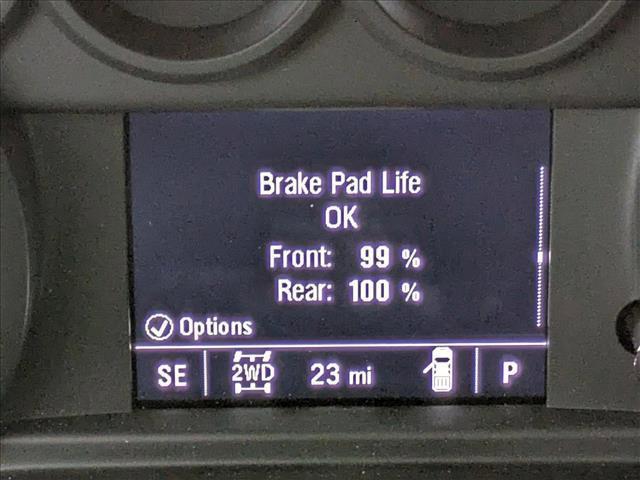 Brake Pad Life
OK
Front: 99 %
Rear: 100 %
Options
SE 2WD 23 mi P